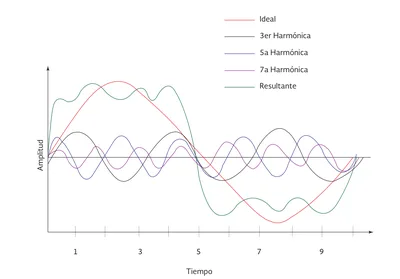 Ideal
3er Harmónica
5a Harmónica
7a Harmónica
Resultante
Amplitud
1 3 5 7 9
Tiempo